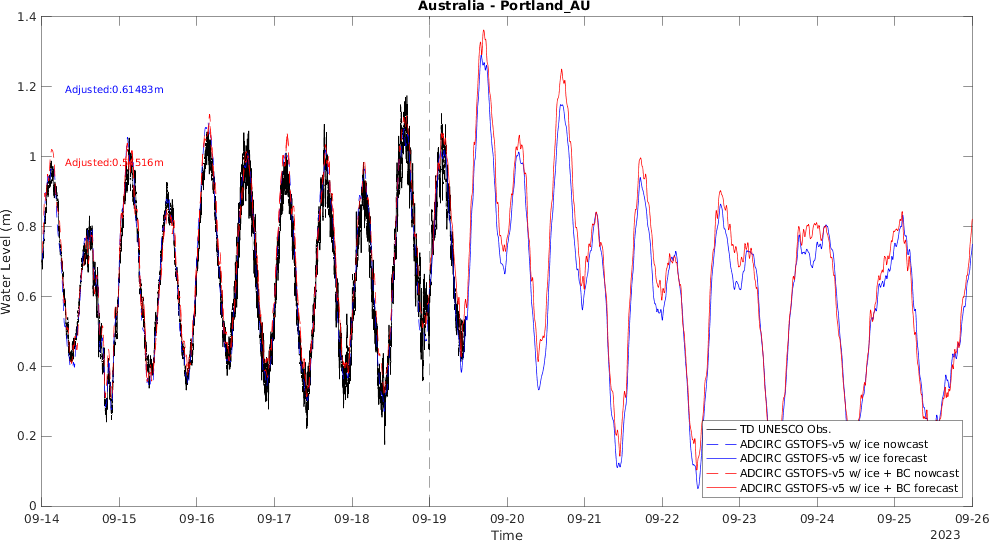 Australia - Portland_AU
1.4
1.2
1
0.8
0.6
0.4
0.2
0
Water Level (m)
Adjusted:0.61483m
TD UNESCO Obs.
ADCIRC GSTOFS-v5 w/ ice nowcast
ADCIRC GSTOFS-v5 w/ ice forecast
ADCIRC GSTOFS-v5 w/ ice + BC nowcast
ADCIRC GSTOFS-v5 w/ ice + BC forecast
09-14 09-15 09-16 09-17 09-18 09-19 09-20 09-21 09-22 09-23 09-24 09-25 09-26
Time
2023